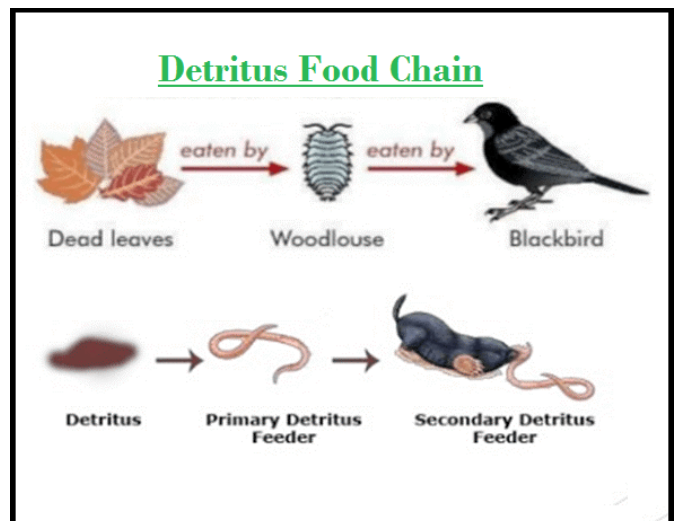 Detritus Food Chain
eaten by
eaten by
Dead leaves
Woodlouse
Blackbird
Detritus
Primary Detritus
Feeder
Secondary Detritus
Feeder